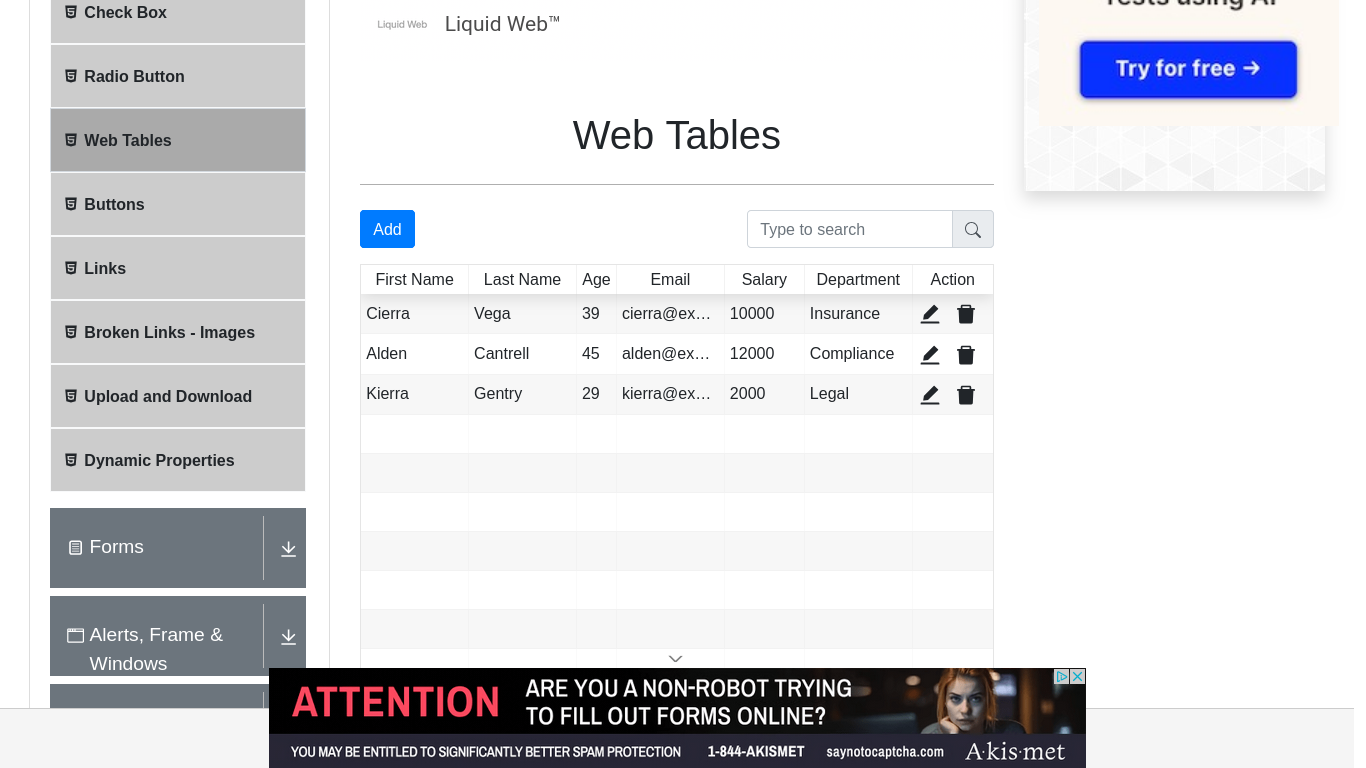 Check Box
Radio Button
Web Tables
Buttons
Links
Broken Links - Images
Upload and Download
Dynamic Properties
Forms
Alerts, Frame &
Windows
Liquid Web
Liquid Web™
Web Tables
Add
Type to search
First Name Last Name Age Email Salary Department Action
Cierra Vega 39 cierra@ex… 10000 Insurance
Alden Cantrell 45 alden@ex… 12000 Compliance
Kierra Gentry 29 kierra@ex… 2000 Legal
Tests using AI
Try for free →
ATTENTION
ARE YOU A NON-ROBOT TRYING
TO FILL OUT FORMS ONLINE?
YOU MAY BE ENTITLED TO SIGNIFICANTLY BETTER SPAM PROTECTION 1-844-AKISMET saynotocaptcha.com A·kis·met